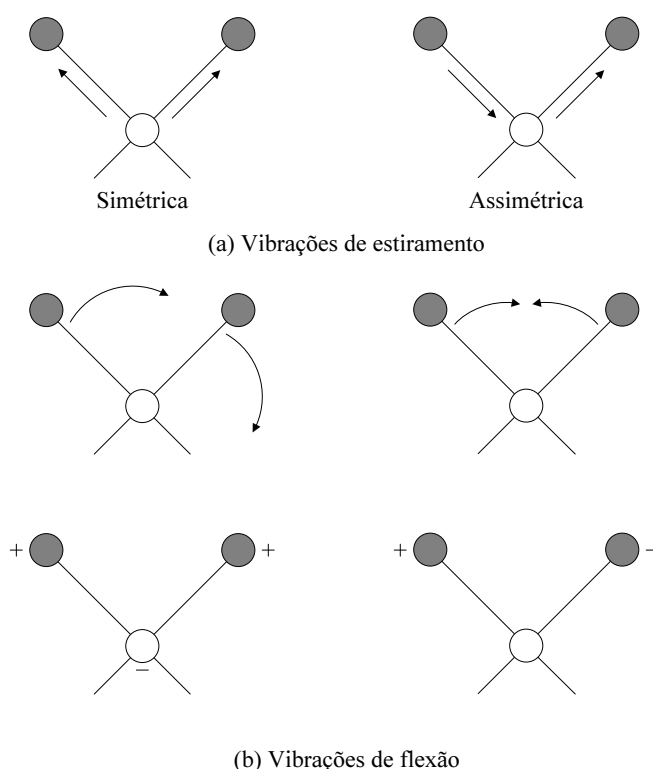 Simétrica Assimétrica
(a) Vibrações de estiramento
+ + + −
−
(b) Vibrações de flexão